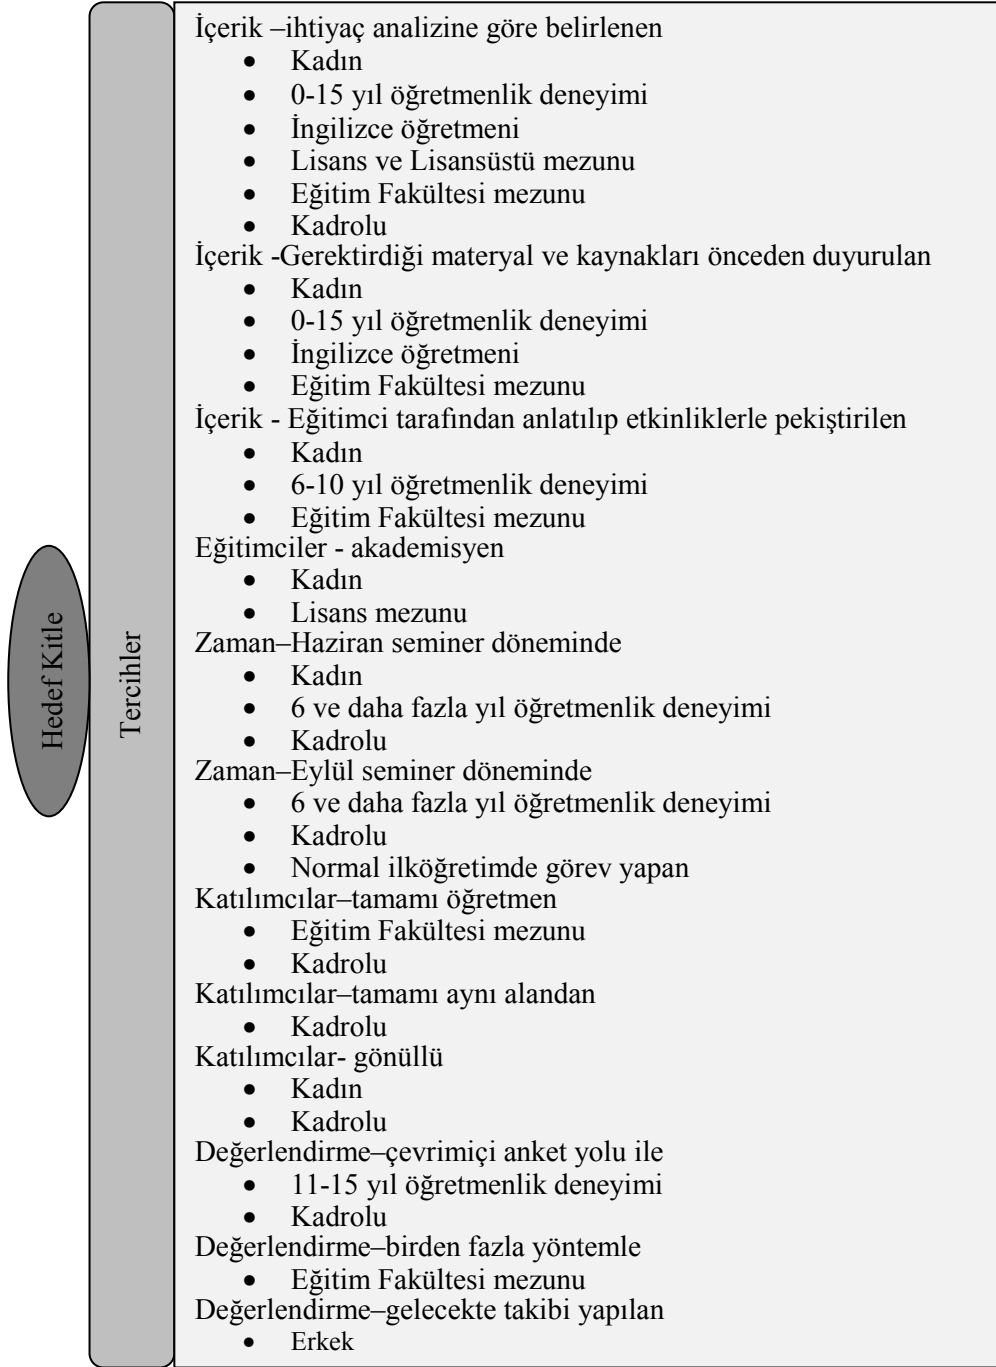 Hedef Kitle
Tercihler
İçerik –ihtiyaç analizine göre belirlenen
• Kadın
• 0-15 yıl öğretmenlik deneyimi
• İngilizce öğretmeni
• Lisans ve Lisansüstü mezunu
• Eğitim Fakültesi mezunu
• Kadrolu
İçerik -Gerektirdiği materyal ve kaynakları önceden duyurulan
• Kadın
• 0-15 yıl öğretmenlik deneyimi
• İngilizce öğretmeni
• Eğitim Fakültesi mezunu
İçerik - Eğitimci tarafından anlatılıp etkinliklerle pekiştirilen
• Kadın
• 6-10 yıl öğretmenlik deneyimi
• Eğitim Fakültesi mezunu
Eğitimciler - akademisyen
• Kadın
• Lisans mezunu
Zaman–Haziran seminer döneminde
• Kadın
• 6 ve daha fazla yıl öğretmenlik deneyimi
• Kadrolu
Zaman–Eylül seminer döneminde
• 6 ve daha fazla yıl öğretmenlik deneyimi
• Kadrolu
• Normal ilköğretimde görev yapan
Katılımcılar–tamamı öğretmen
• Eğitim Fakültesi mezunu
• Kadrolu
Katılımcılar–tamamı aynı alandan
• Kadrolu
Katılımcılar- gönüllü
• Kadın
• Kadrolu
Değerlendirme–çevrimiçi anket yolu ile
• 11-15 yıl öğretmenlik deneyimi
• Kadrolu
Değerlendirme–birden fazla yöntemle
• Eğitim Fakültesi mezunu
Değerlendirme–gelecekte takibi yapılan
• Erkek